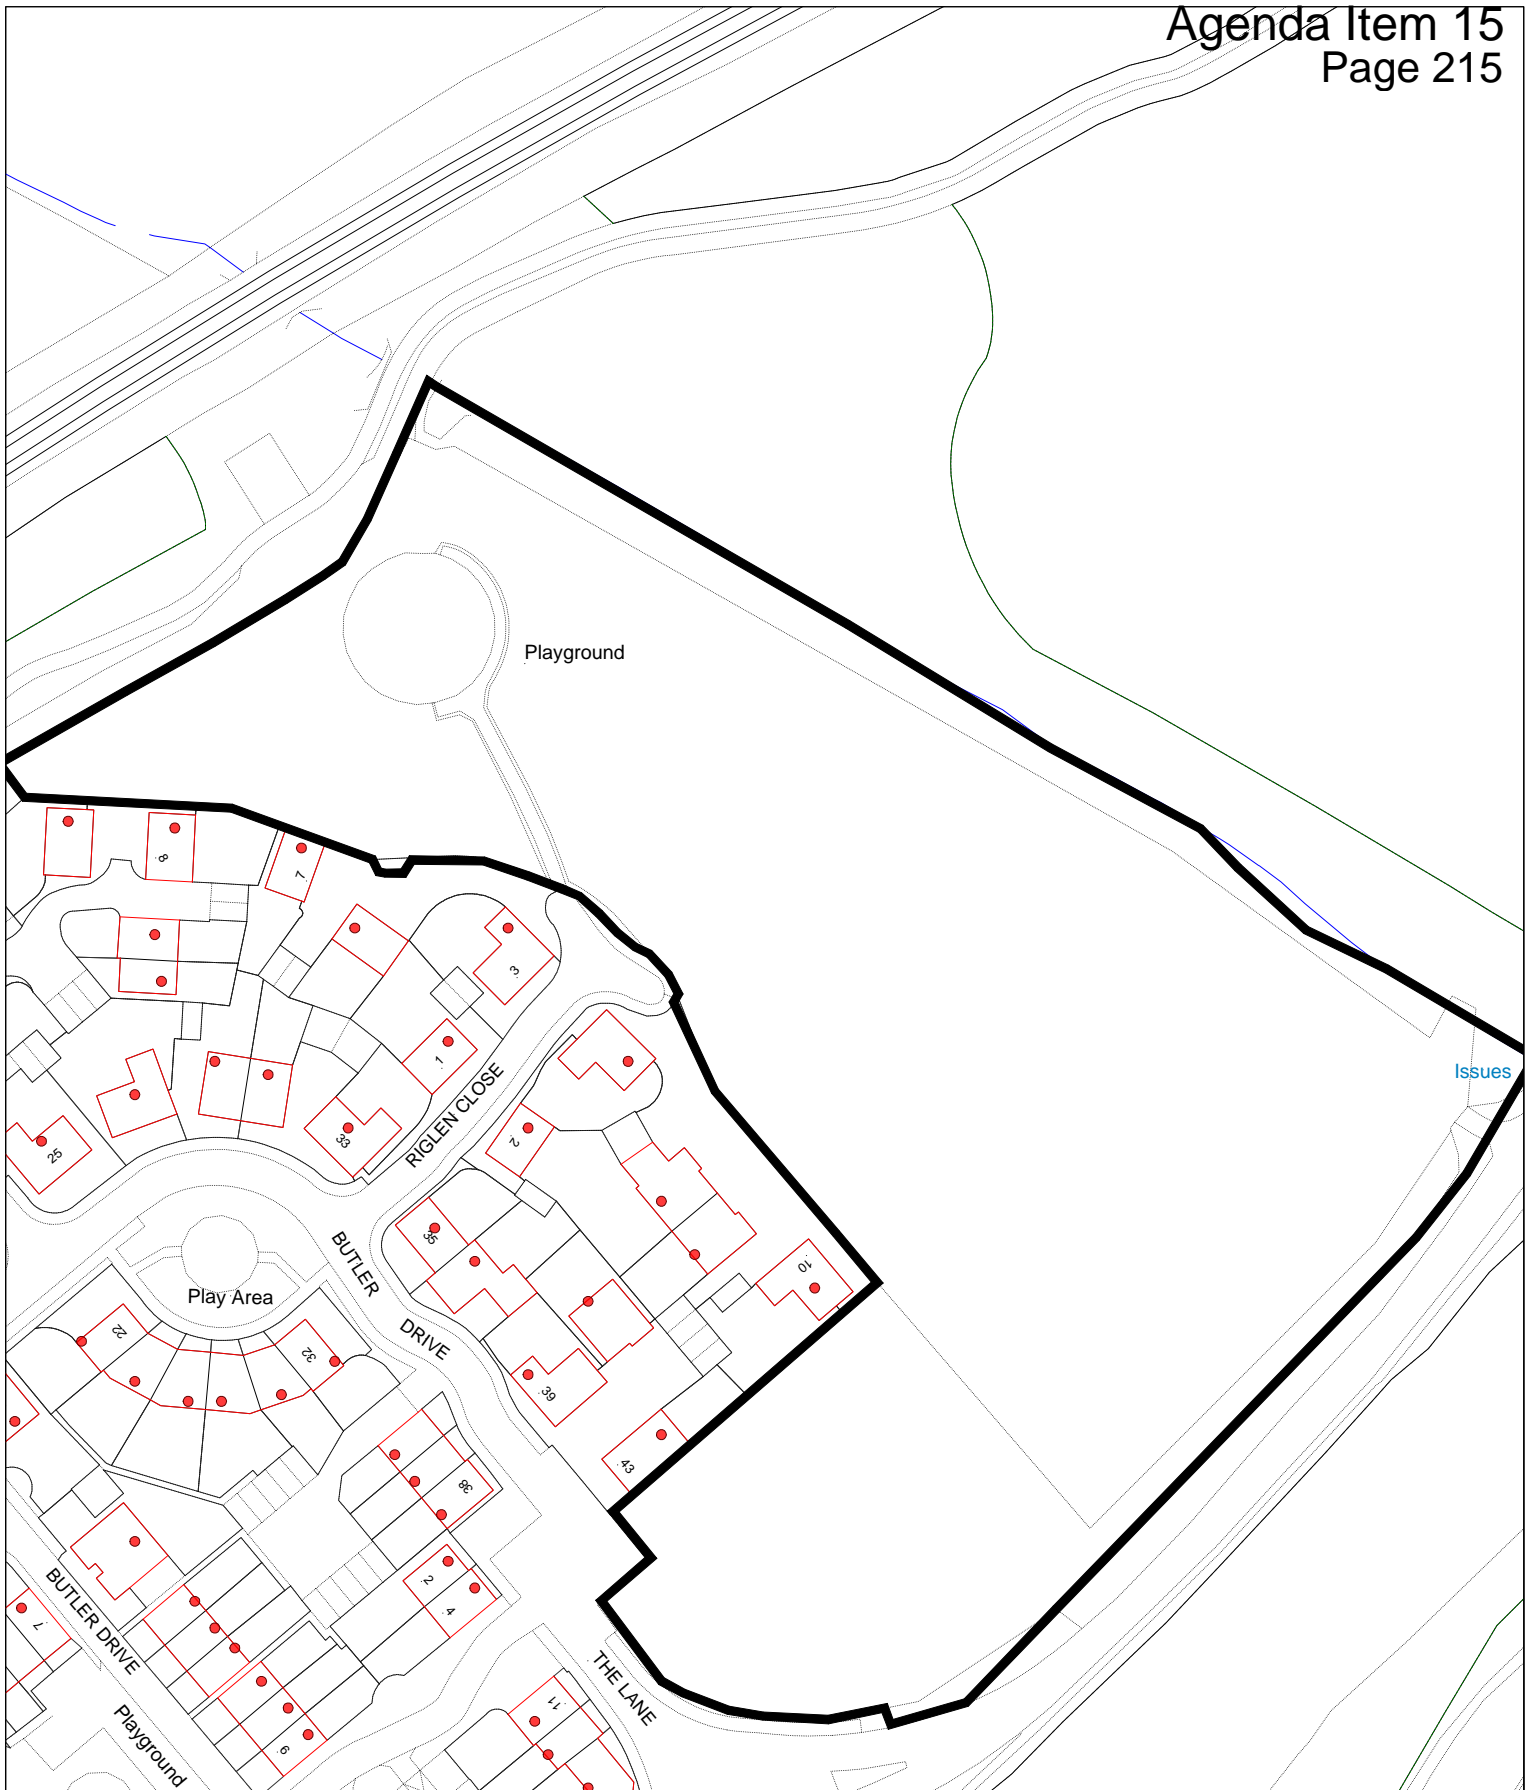 Agenda Item 15
Page 215
Playground
8
7
3
1
Issues
25
33
RIGLEN CLOSE
2
35
BUTLER
DRIVE
10
Play Area
22
32
39
43
38
2
4
BUTLER DRIVE
7
THE LANE
11
Playground
9